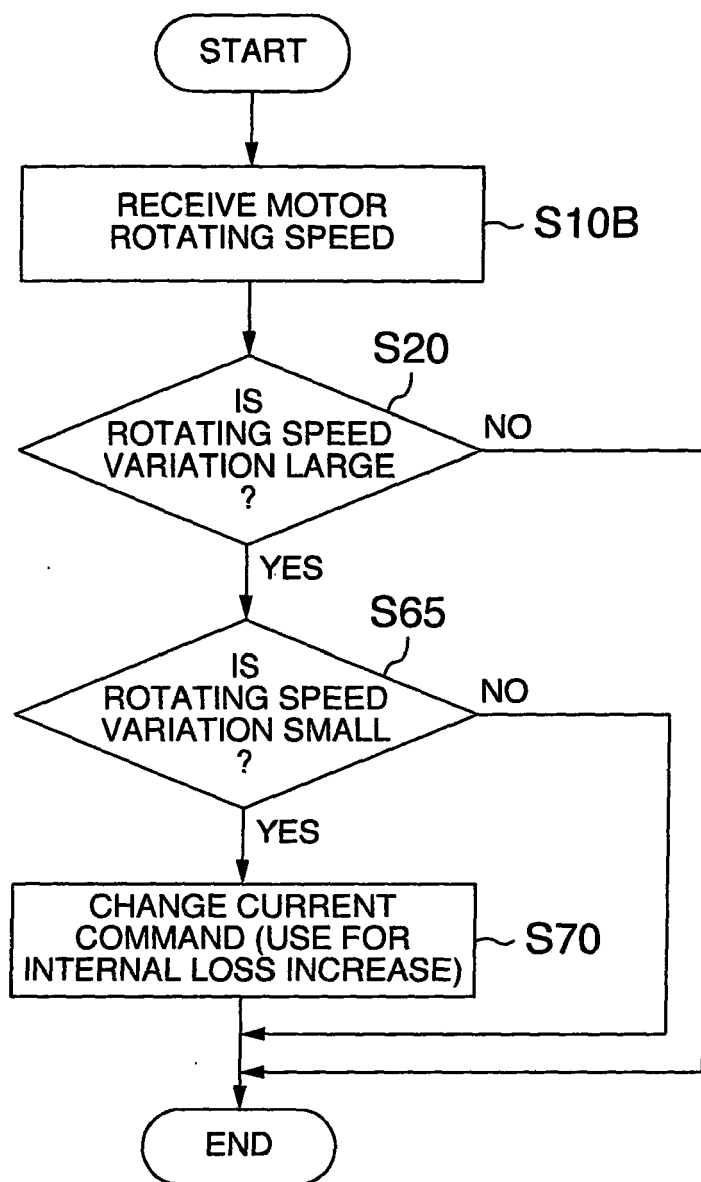 START
RECEIVE MOTOR
ROTATING SPEED
S10B
S20
IS
ROTATING SPEED
VARIATION LARGE
?
NO
YES
S65
IS
ROTATING SPEED
VARIATION SMALL
?
NO
YES
CHANGE CURRENT
COMMAND (USE FOR
INTERNAL LOSS INCREASE)
S70
END